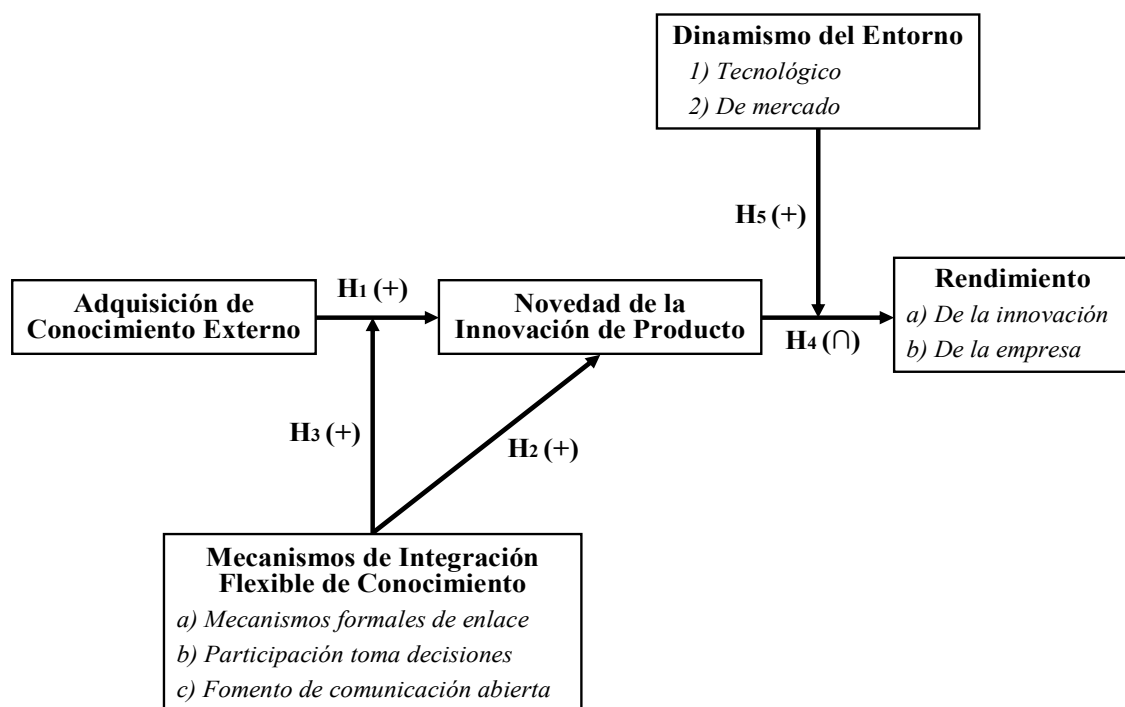 Dinamismo del Entorno
1) Tecnológico
2) De mercado
H5 (+)
Adquisición de
Conocimiento Externo
H1 (+)
Novedad de la
Innovación de Producto
H4 (∩)
Rendimiento
a) De la innovación
b) De la empresa
H3 (+)
H2 (+)
Mecanismos de Integración
Flexible de Conocimiento
a) Mecanismos formales de enlace
b) Participación toma decisiones
c) Fomento de comunicación abierta